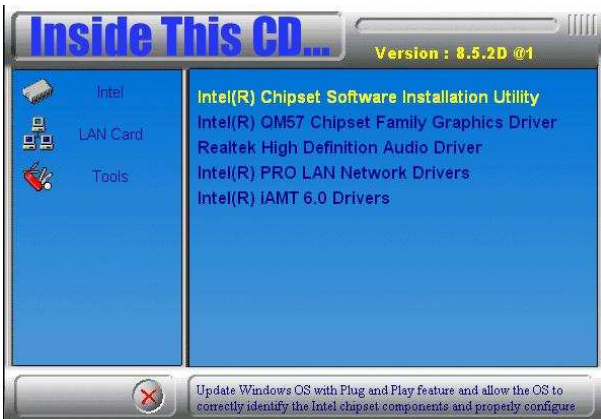 Inside This CD...
Version : 8.5.2D @1
Intel
LAN Card
Tools
Intel(R) Chipset Software Installation Utility
Intel(R) QM57 Chipset Family Graphics Driver
Realtek High Definition Audio Driver
Intel(R) PRO LAN Network Drivers
Intel(R) iAMT 6.0 Drivers
Update Windows OS with Plug and Play feature and allow the OS to
correctly identify the Intel chipset components and properly configure